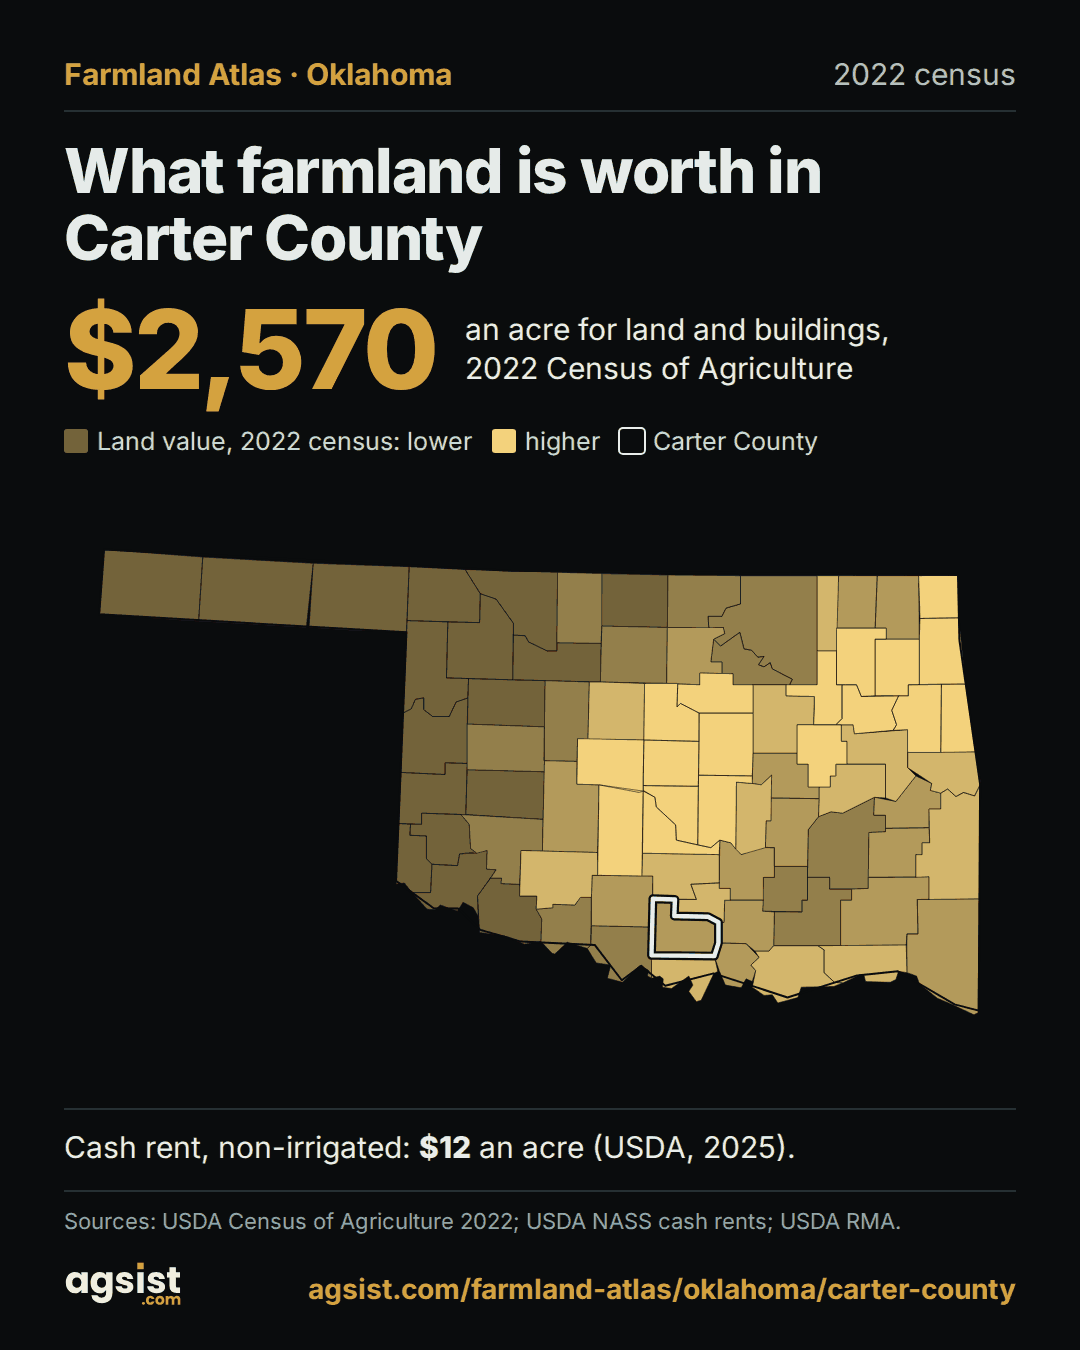 Farmland Atlas · Oklahoma
2022 census
What farmland is worth in
Carter County
$2,570
an acre for land and buildings,
2022 Census of Agriculture
Land value, 2022 census: lower
higher
Carter County
Cash rent, non-irrigated: $12 an acre (USDA, 2025).
Sources: USDA Census of Agriculture 2022; USDA NASS cash rents; USDA RMA.
agsist
.com
agsist.com/farmland-atlas/oklahoma/carter-county